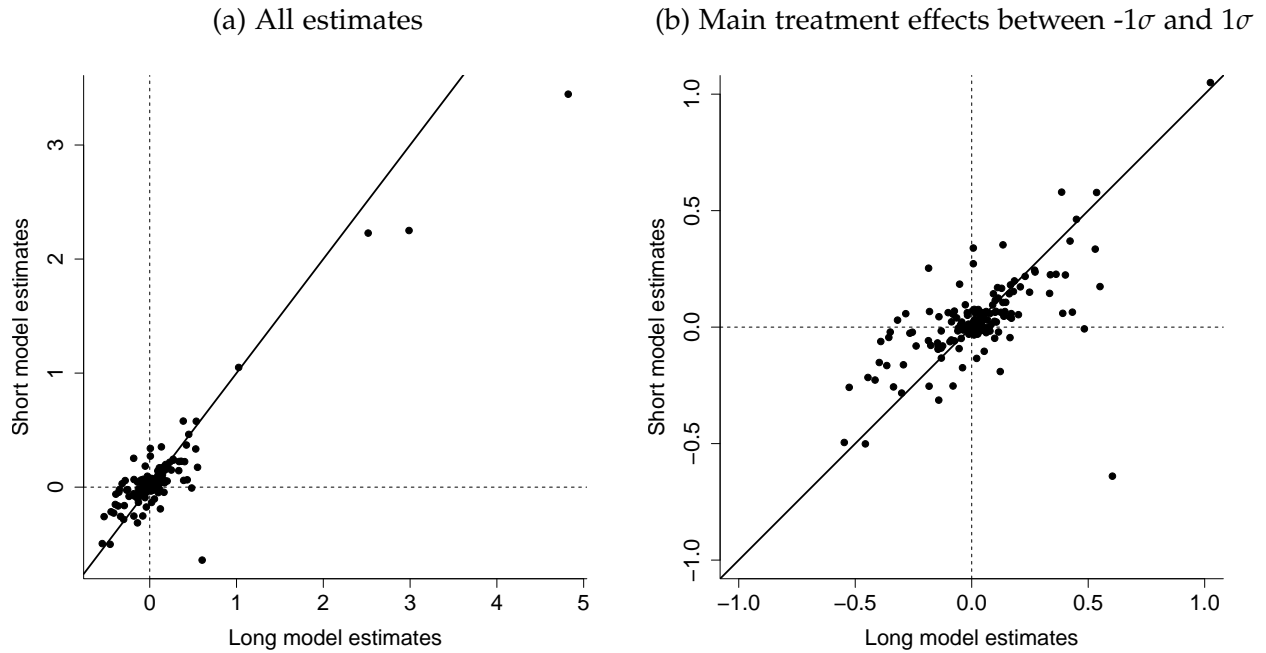 (a) All estimates
Short model estimates
3
2
1
0
0 1 2 3 4 5
Long model estimates
(b) Main treatment effects between -1σ and 1σ
Short model estimates
1.0
0.5
0.0
−0.5
−1.0
−1.0 −0.5 0.0 0.5 1.0
Long model estimates